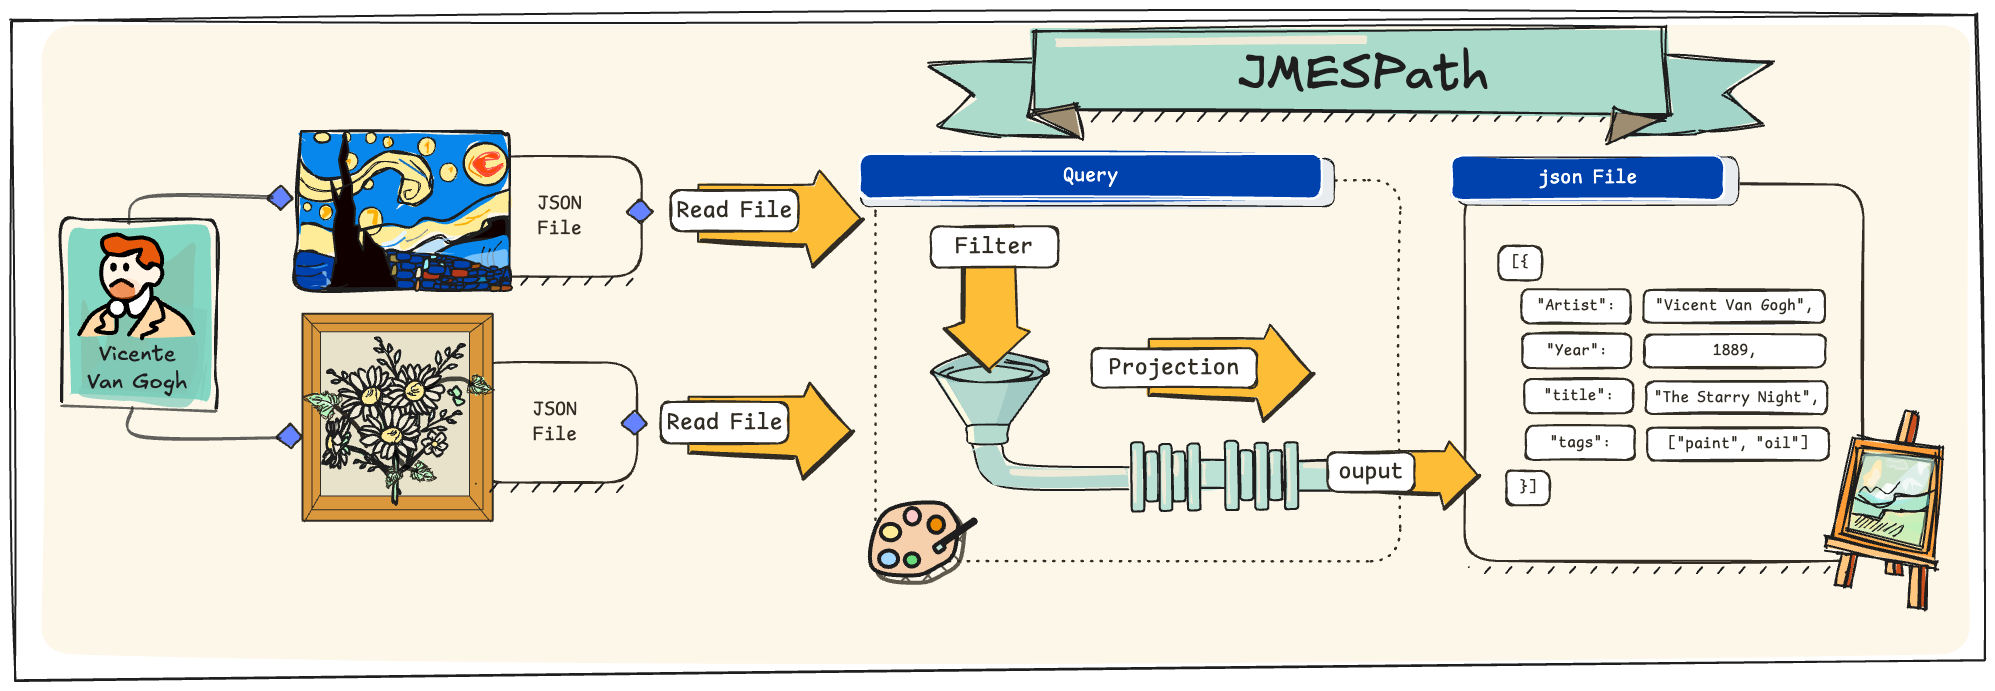 JMESPath
Vicente
Van Gogh
JSON
File
Read File
JSON
File
Read File
Query
Filter
Projection
ouput
json File
[{
"Artist": "Vicent Van Gogh",
"Year": 1889,
"title": "The Starry Night",
"tags": ["paint", "oil"]
}]